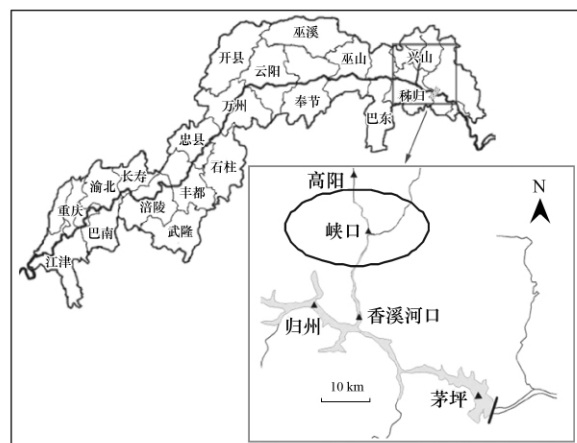 巫溪
开县
巫山
兴山
云阳
秭归
万州
奉节
巴东
忠县
石柱
长寿
渝北
丰都
涪陵
重庆
武隆
巴南
江津
高阳
N
峡口
归州
香溪河口
10 km
茅坪